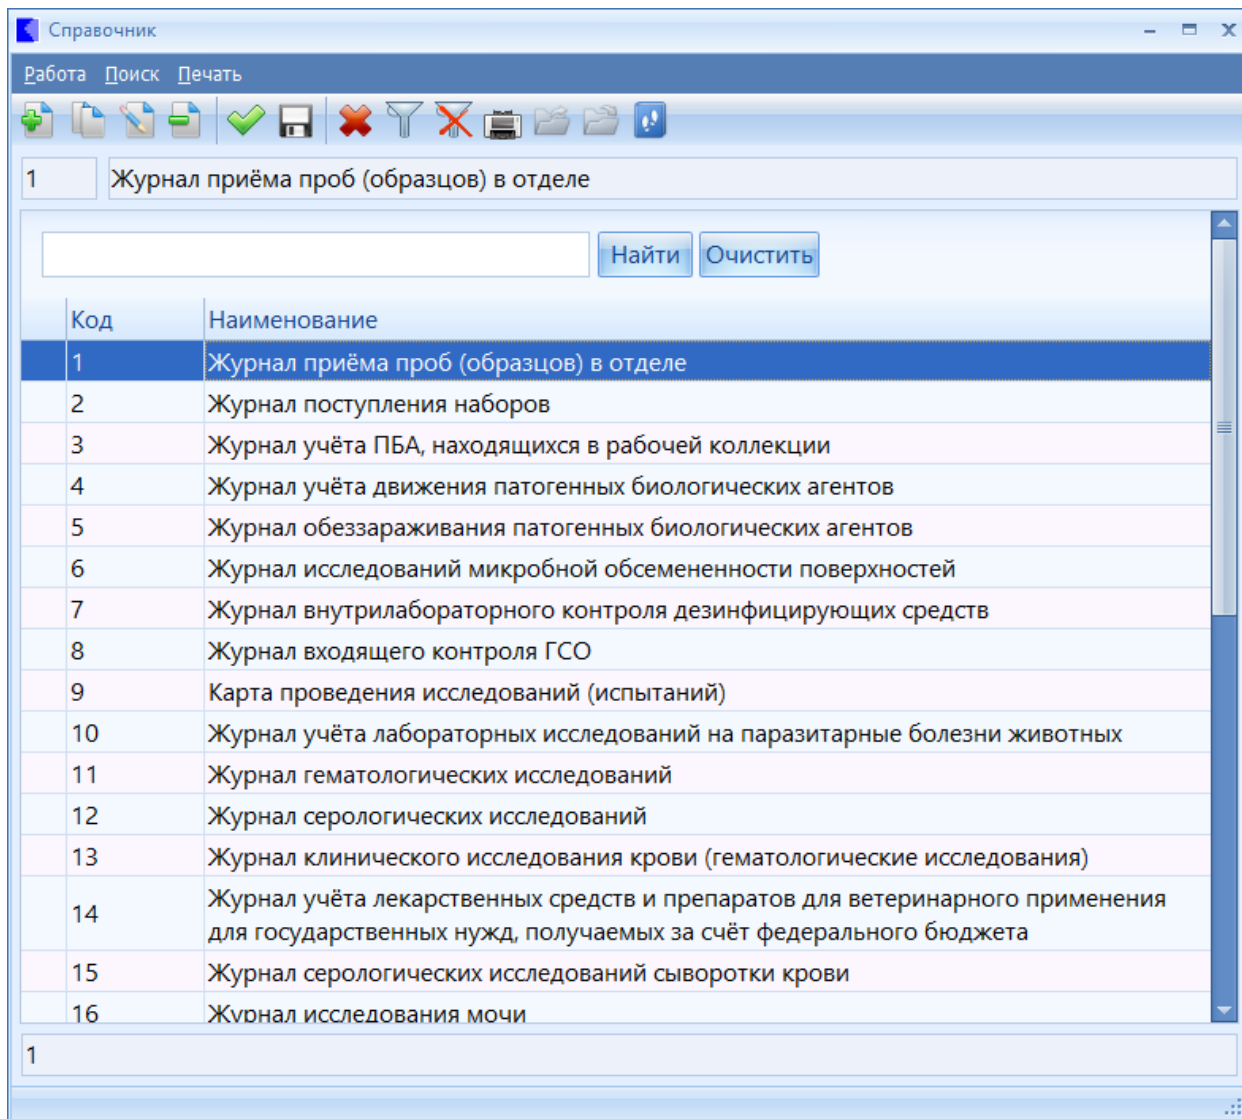 Справочник
Работа Поиск Печать
1 Журнал приёма проб (образцов) в отделе
Найти Очистить
Код Наименование
1 Журнал приёма проб (образцов) в отделе
2 Журнал поступления наборов
3 Журнал учёта ПБА, находящихся в рабочей коллекции
4 Журнал учёта движения патогенных биологических агентов
5 Журнал обеззараживания патогенных биологических агентов
6 Журнал исследований микробной обсемененности поверхностей
7 Журнал внутрилабораторного контроля дезинфицирующих средств
8 Журнал входящего контроля ГСО
9 Карта проведения исследований (испытаний)
10 Журнал учёта лабораторных исследований на паразитарные болезни животных
11 Журнал гематологических исследований
12 Журнал серологических исследований
13 Журнал клинического исследования крови (гематологические исследования)
14 Журнал учёта лекарственных средств и препаратов для ветеринарного применения
для государственных нужд, получаемых за счёт федерального бюджета
15 Журнал серологических исследований сыворотки крови
16 Журнал исследования мочи
1